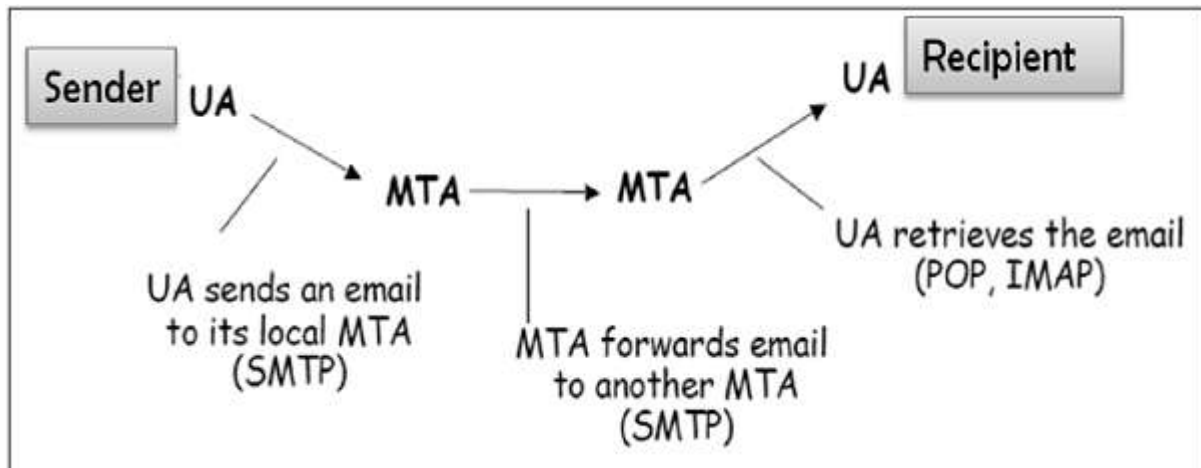 Sender
UA
UA
Recipient
MTA
MTA
UA sends an email
to its local MTA
(SMTP)
MTA forwards email
to another MTA
(SMTP)
UA retrieves the email
(POP, IMAP)